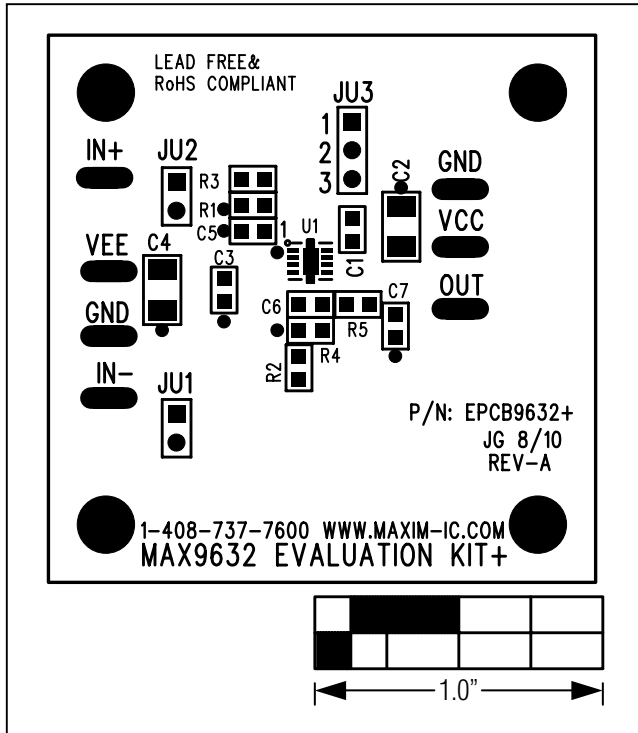 LEAD FREE&
RoHS COMPLIANT
JU3
1
2
3
IN+
JU2
R3
R1
C5
1
U1
C2
GND
VCC
OUT
VEE
C4
C3
C1
GND
C6
R5
C7
R4
R2
IN-
JU1
P/N: EPCB9632+
JG 8/10
REV-A
1-408-737-7600 WWW.MAXIM-IC.COM
MAX9632 EVALUATION KIT+
1.0”